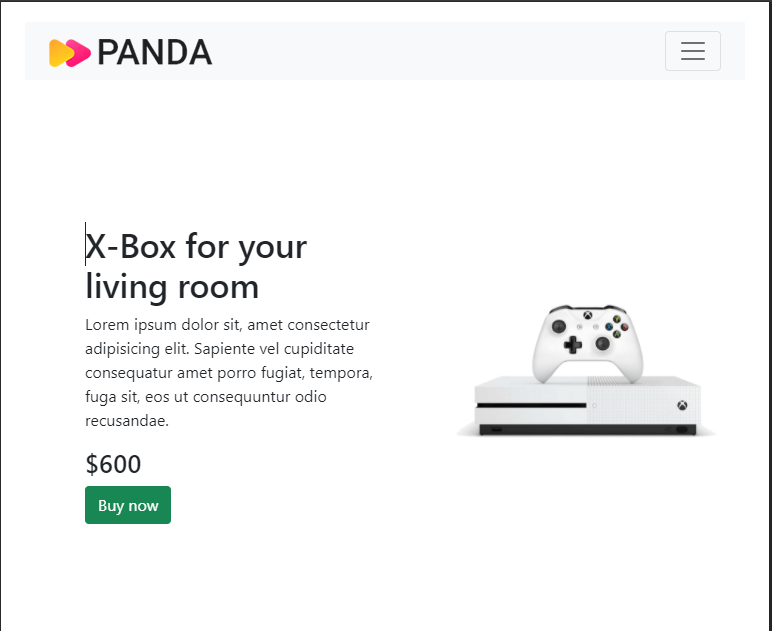 PANDA
X-Box for your
living room
Lorem ipsum dolor sit, amet consectetur
adipisicing elit. Sapiente vel cupiditate
consequatur amet porro fugiat, tempora,
fuga sit, eos ut consequuntur odio
recusandae.
$600
Buy now